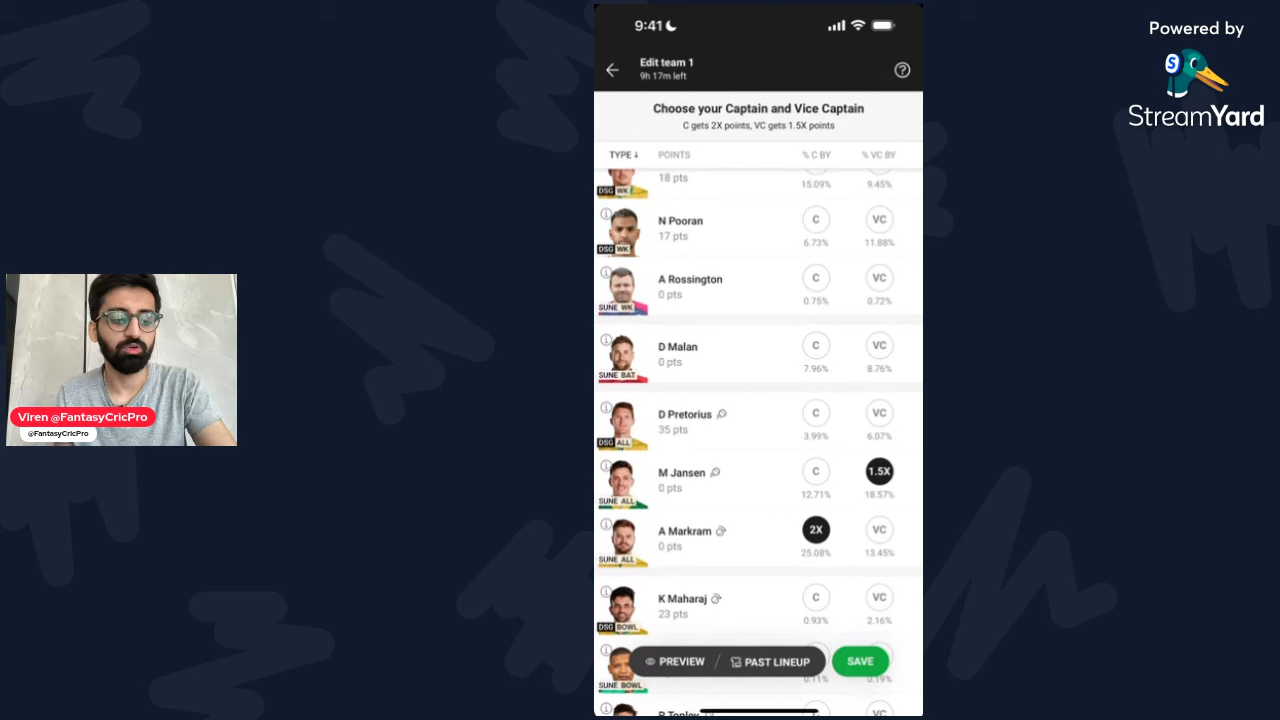 Powered by
S
StreamYard
9:41
Edit team 1
9h 17m left
Choose your Captain and Vice Captain
C gets 2X points, VC gets 1.5X points
TYPE ↓ POINTS % C BY % VC BY
18 pts 15.09% 9.45%
DSG WK
N Pooran C VC
17 pts 6.73% 11.88%
DSG WK
A Rossington C VC
0 pts 0.75% 0.72%
SUNE WK
D Malan C VC
0 pts 7.96% 8.76%
SUNE BAT
D Pretorius C VC
35 pts 3.99% 6.07%
DSG ALL
M Jansen C 1.5X
0 pts 12.71% 18.57%
SUNE ALL
A Markram 2X VC
0 pts 25.08% 13.45%
SUNE ALL
K Maharaj C VC
23 pts 0.93% 2.16%
DSG BOWL
PREVIEW / PAST LINEUP SAVE
0.11% 0.19%
SUNE BOWL
R Topley C VC
Viren @FantasyCricPro
@FantasyCricPro